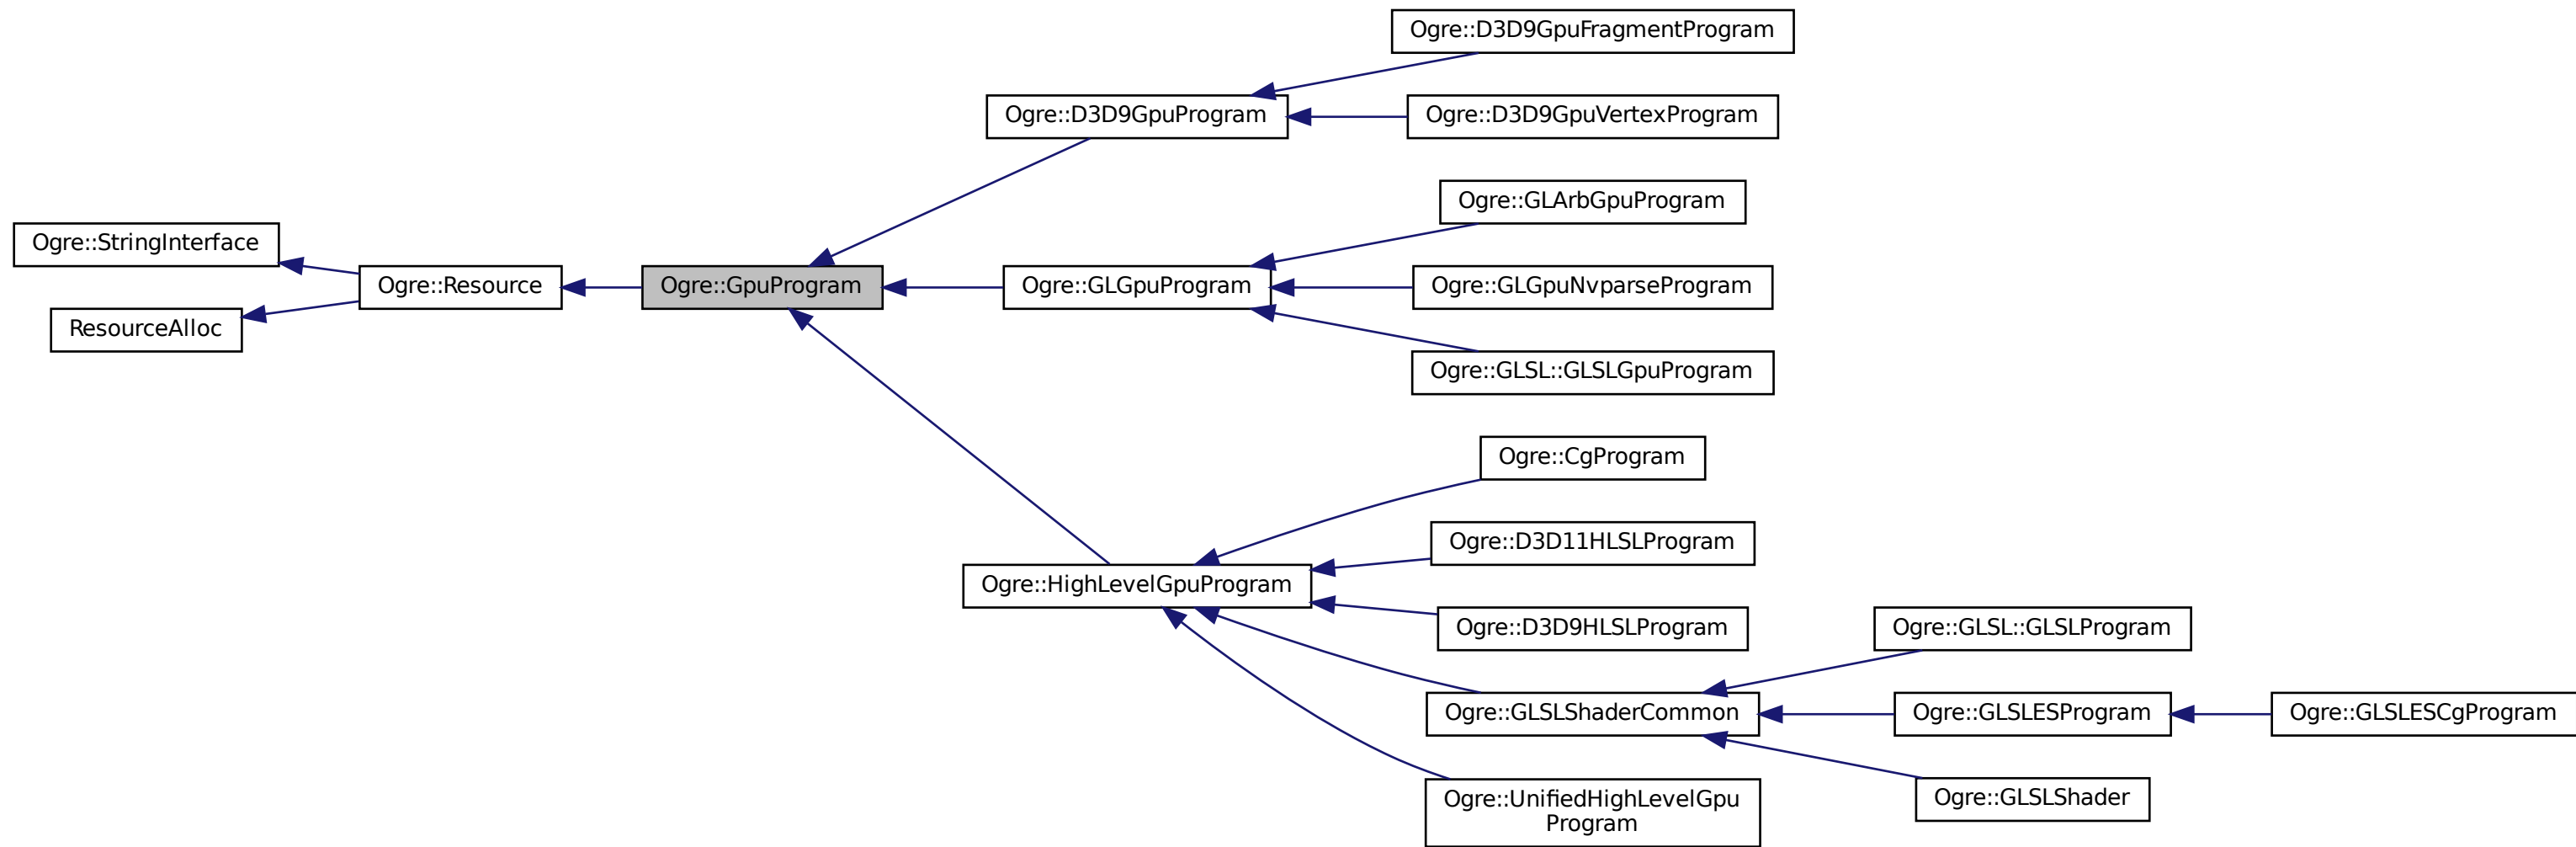 Ogre::D3D9GpuFragmentProgram
Ogre::D3D9GpuProgram
Ogre::D3D9GpuVertexProgram
Ogre::GLArbGpuProgram
Ogre::StringInterface
Ogre::Resource
Ogre::GpuProgram
Ogre::GLGpuProgram
Ogre::GLGpuNvparseProgram
ResourceAlloc
Ogre::GLSL::GLSLGpuProgram
Ogre::CgProgram
Ogre::D3D11HLSLProgram
Ogre::HighLevelGpuProgram
Ogre::D3D9HLSLProgram
Ogre::GLSL::GLSLProgram
Ogre::GLSLShaderCommon
Ogre::GLSLESProgram
Ogre::GLSLESCgProgram
Ogre::UnifiedHighLevelGpu
Program
Ogre::GLSLShader